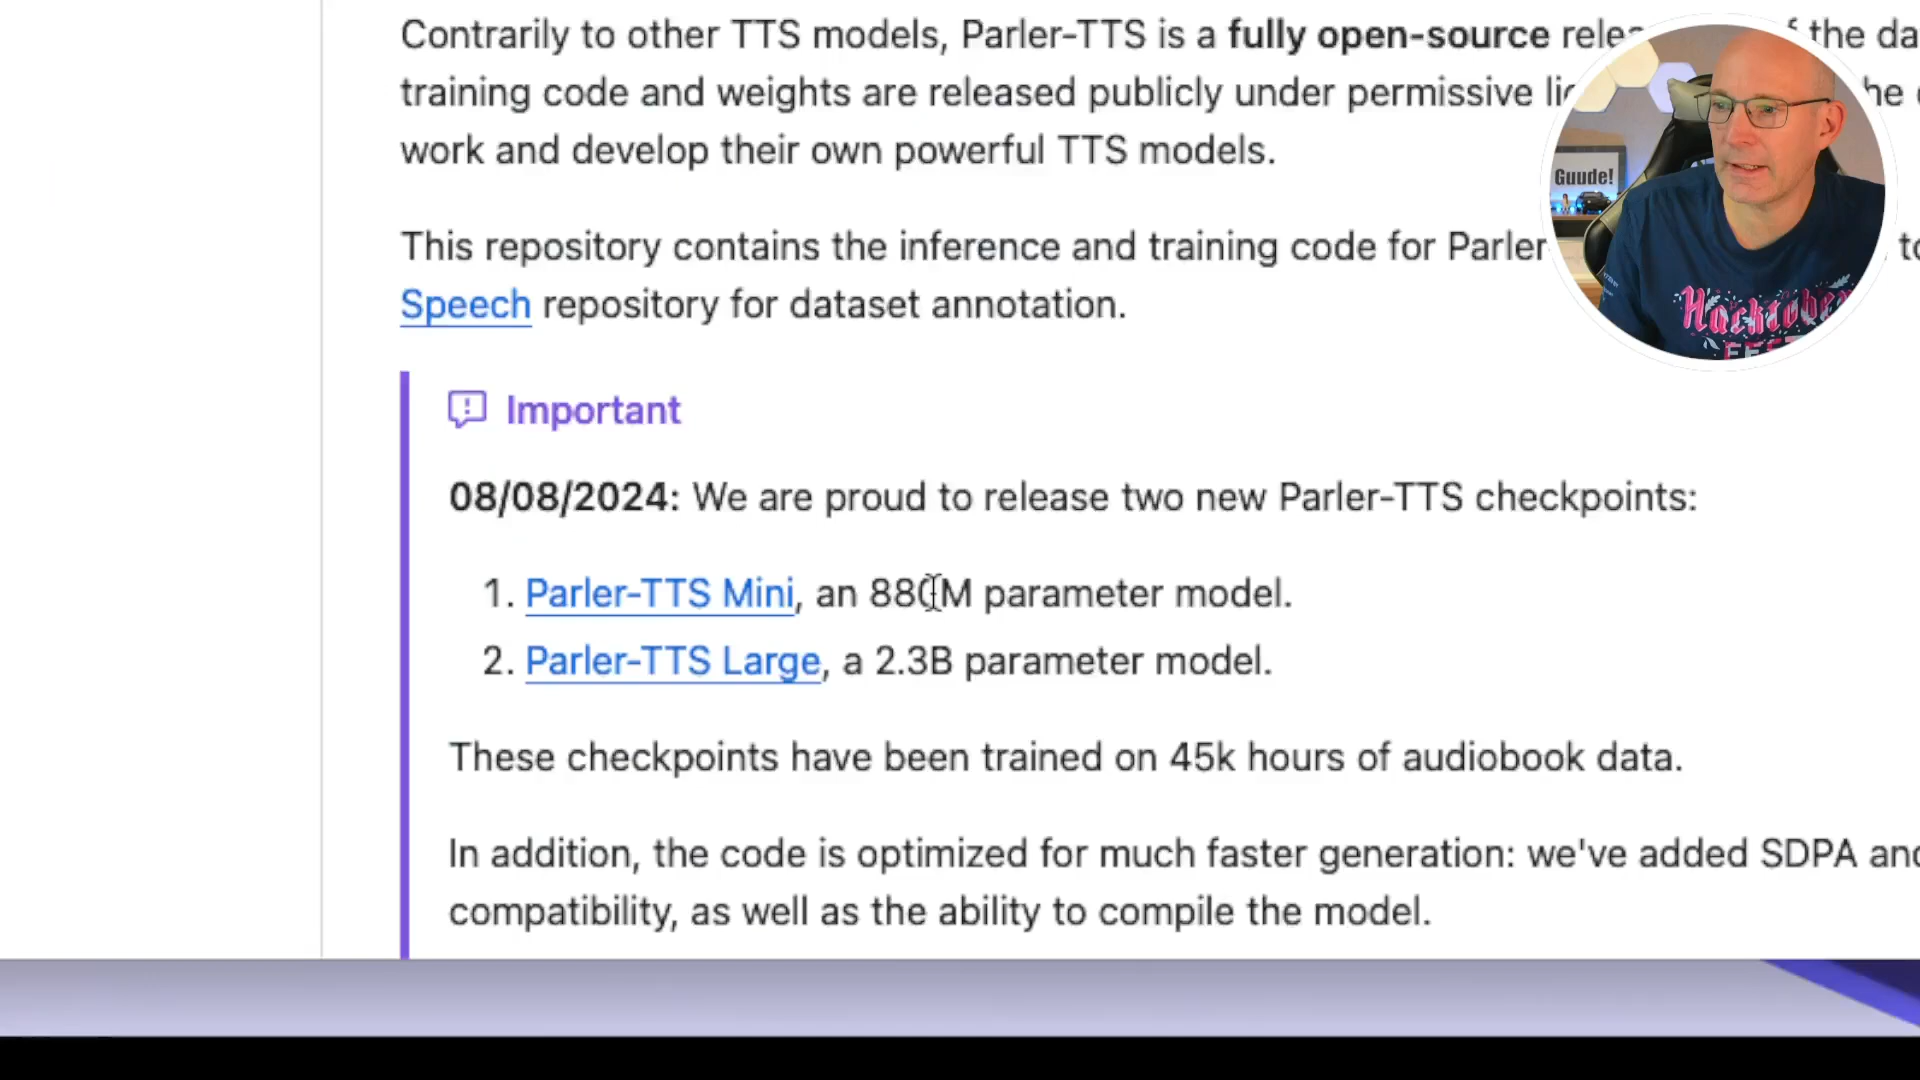 Contrarily to other TTS models, Parler-TTS is a fully open-source the da
training code and weights are released publicly under permissive
work and develop their own powerful TTS models.
This repository contains the inference and training code for Parler
Speech repository for dataset annotation.
Important
08/08/2024: We are proud to release two new Parler-TTS checkpoints:
1. Parler-TTS Mini, an 880M parameter model.
2. Parler-TTS Large, a 2.3B parameter model.
These checkpoints have been trained on 45k hours of audiobook data.
In addition, the code is optimized for much faster generation: we've added SDPA and
compatibility, as well as the ability to compile the model.
Guude!